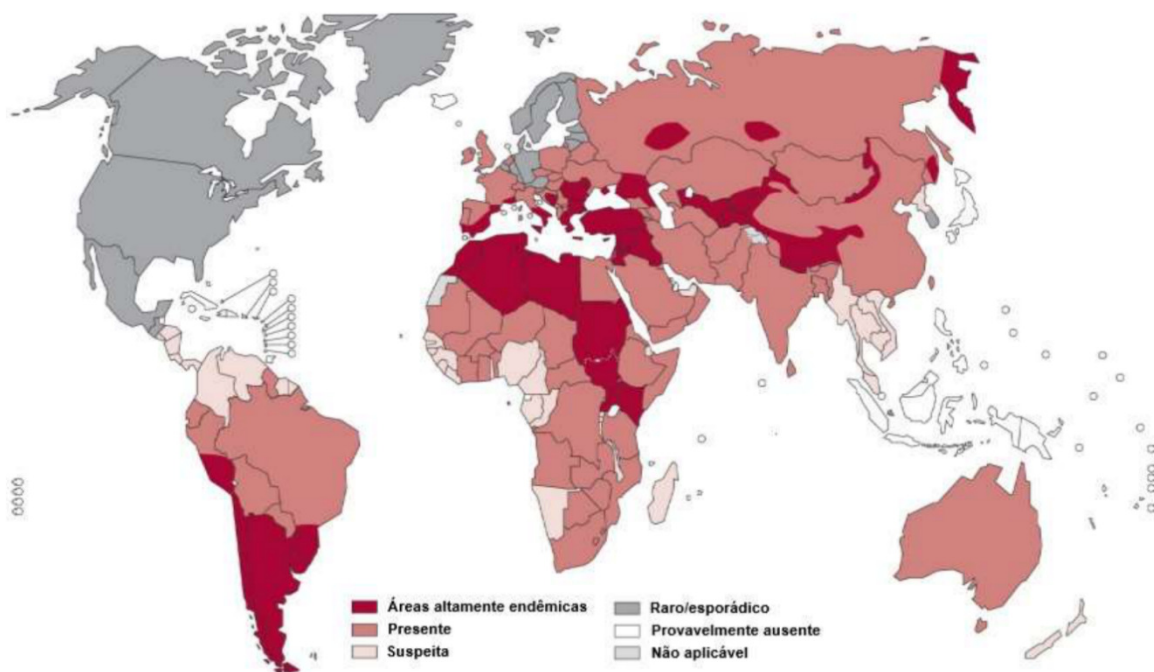 Áreas altamente endêmicas
Presente
Suspeita
Raro/esporádico
Provavelmente ausente
Não aplicável